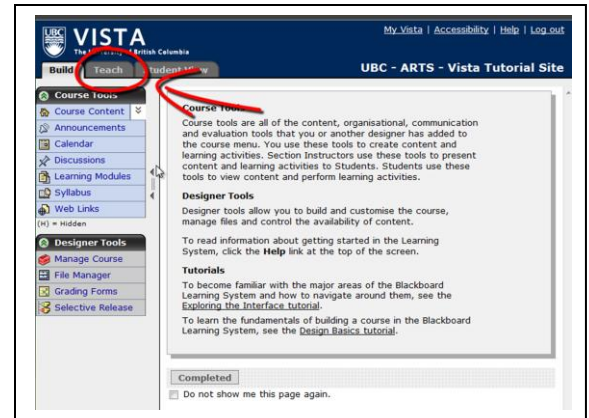 UBC VISTA
The University of British Columbia
My Vista | Accessibility | Help | Log out
Build Teach Student View
UBC - ARTS - Vista Tutorial Site
Course Tools
Course Content
Announcements
Calendar
Discussions
Learning Modules
Syllabus
Web Links
(H) = Hidden
Designer Tools
Manage Course
File Manager
Grading Forms
Selective Release
Course Tools
Course tools are all of the content, organisational, communication
and evaluation tools that you or another designer has added to
the course menu. You use these tools to create content and
learning activities. Section Instructors use these tools to present
content and learning activities to Students. Students use these
tools to view content and perform learning activities.
Designer Tools
Designer tools allow you to build and customise the course,
manage files and control the availability of content.
To read information about getting started in the Learning
System, click the Help link at the top of the screen.
Tutorials
To become familiar with the major areas of the Blackboard
Learning System and how to navigate around them, see the
Exploring the Interface tutorial.
To learn the fundamentals of building a course in the Blackboard
Learning System, see the Design Basics tutorial.
Completed
Do not show me this page again.